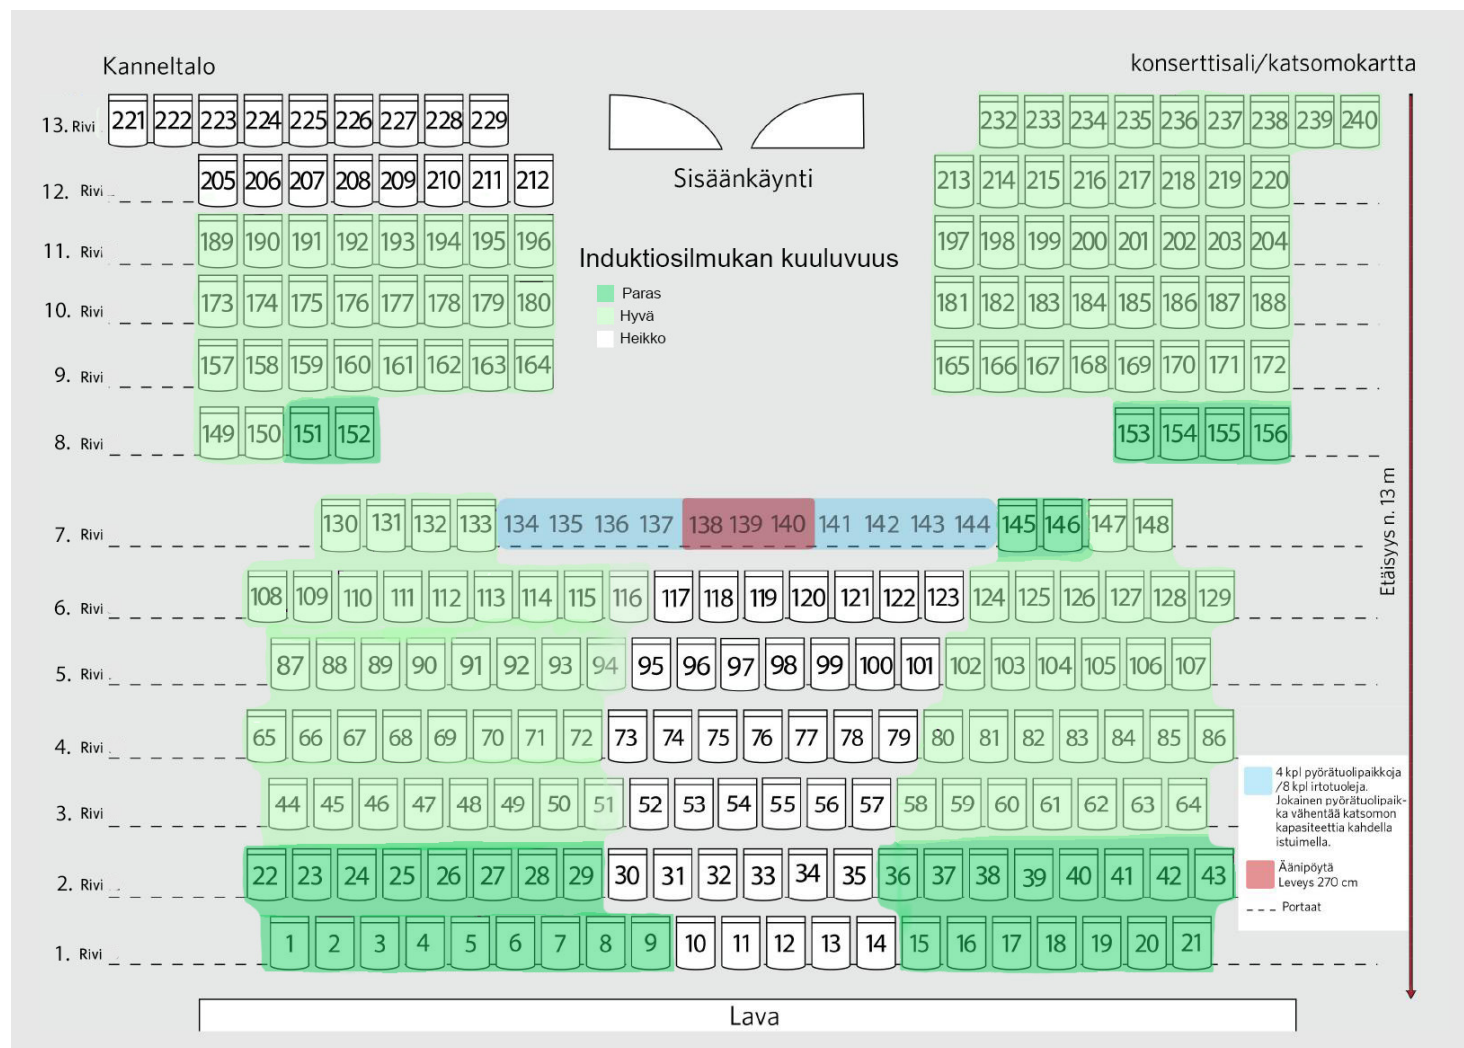 Kanneltalo
konserttisali/katsomokartta
13. Rivi 221 222 223 224 225 226 227 228 229 232 233 234 235 236 237 238 239 240
12. Rivi 205 206 207 208 209 210 211 212 213 214 215 216 217 218 219 220
Sisäänkäynti
11. Rivi 189 190 191 192 193 194 195 196 197 198 199 200 201 202 203 204
Induktiosilmukan kuuluvuus
Paras
Hyvä
Heikko
10. Rivi 173 174 175 176 177 178 179 180 181 182 183 184 185 186 187 188
9. Rivi 157 158 159 160 161 162 163 164 165 166 167 168 169 170 171 172
8. Rivi 149 150 151 152 153 154 155 156
7. Rivi 130 131 132 133 134 135 136 137 138 139 140 141 142 143 144 145 146 147 148
6. Rivi 108 109 110 111 112 113 114 115 116 117 118 119 120 121 122 123 124 125 126 127 128 129
5. Rivi 87 88 89 90 91 92 93 94 95 96 97 98 99 100 101 102 103 104 105 106 107
4. Rivi 65 66 67 68 69 70 71 72 73 74 75 76 77 78 79 80 81 82 83 84 85 86
3. Rivi 44 45 46 47 48 49 50 51 52 53 54 55 56 57 58 59 60 61 62 63 64
2. Rivi 22 23 24 25 26 27 28 29 30 31 32 33 34 35 36 37 38 39 40 41 42 43
1. Rivi 1 2 3 4 5 6 7 8 9 10 11 12 13 14 15 16 17 18 19 20 21
Lava
Etäisyys n. 13 m
4 kpl pyörätuolipaikkoja
/8 kpl irtotuoleja.
Jokainen pyörätuolipaik-
ka vähentää katsomon
kapasiteettia kahdella
istuimella.
Äänipöytä
Leveys 270 cm
Portaat